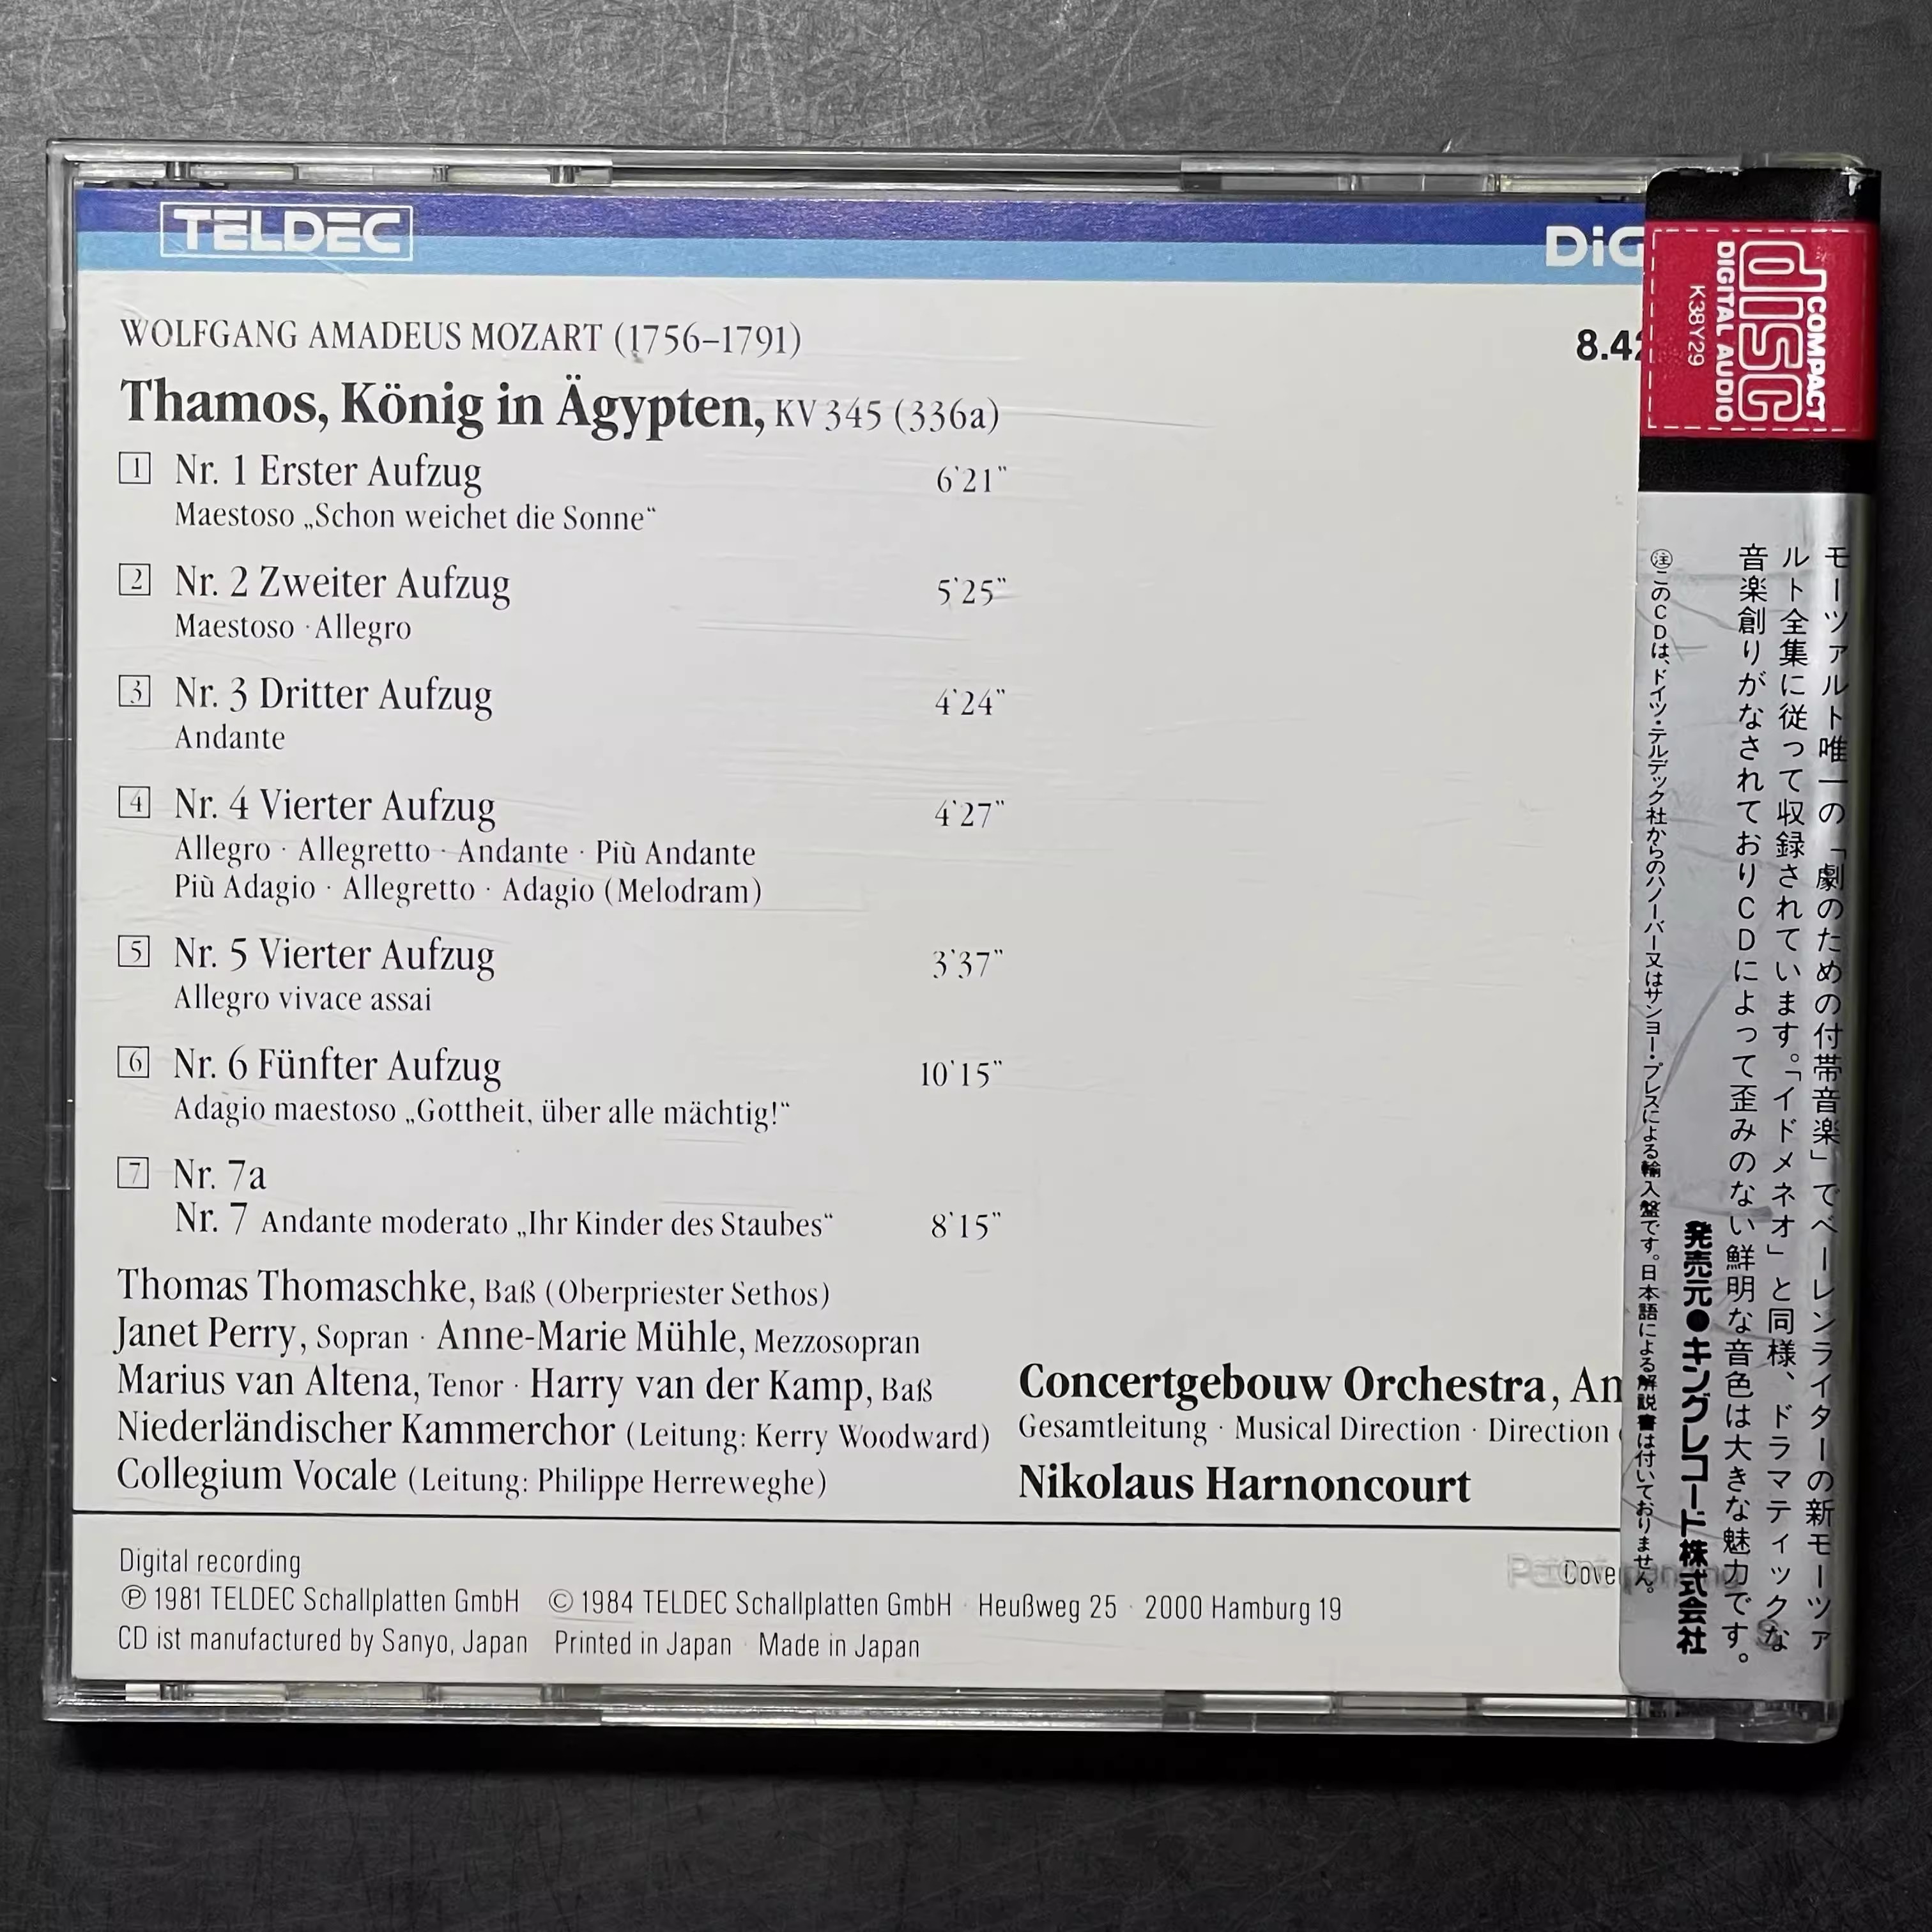 TELDEC
DiG
WOLFGANG AMADEUS MOZART (1756–1791)
8.42
Thamos, König in Ägypten, KV 345 (336a)
1 Nr. 1 Erster Aufzug 6'21"
Maestoso „Schon weichet die Sonne“
2 Nr. 2 Zweiter Aufzug 5'25"
Maestoso · Allegro
3 Nr. 3 Dritter Aufzug 4'24"
Andante
4 Nr. 4 Vierter Aufzug 4'27"
Allegro · Allegretto · Andante · Più Andante
Più Adagio · Allegretto · Adagio (Melodram)
5 Nr. 5 Vierter Aufzug 3'37"
Allegro vivace assai
6 Nr. 6 Fünfter Aufzug 10'15"
Adagio maestoso „Gottheit, über alle mächtig!“
7 Nr. 7a
Nr. 7 Andante moderato „Ihr Kinder des Staubes“ 8'15"
Thomas Thomaschke, Baß (Oberpriester Sethos)
Janet Perry, Sopran · Anne-Marie Mühle, Mezzosopran
Marius van Altena, Tenor · Harry van der Kamp, Baß
Niederländischer Kammerchor (Leitung: Kerry Woodward)
Collegium Vocale (Leitung: Philippe Herreweghe)
Concertgebouw Orchestra, Am
Gesamtleitung · Musical Direction · Direction
Nikolaus Harnoncourt
Digital recording
Ⓟ 1981 TELDEC Schallplatten GmbH © 1984 TELDEC Schallplatten GmbH · Heußweg 25 · 2000 Hamburg 19
CD ist manufactured by Sanyo, Japan Printed in Japan · Made in Japan
Cove
COMPACT
disc
DIGITAL AUDIO
K38Y29
モーツァルト唯一の「劇のための付帯音楽」でベーレンライターの新モーツァ
ルト全集に従って収録されています。「イドメネオ」と同様、ドラマティックな
音楽創りがなされておりCDによって歪みのない鮮明な音色は大きな魅力です。
発売元●キングレコード株式会社
㊟このCDは、ドイツ・テルデック社からのハノーバー又はサンヨー・プレスによる輸入盤です。日本語による解説書は付いておりません。